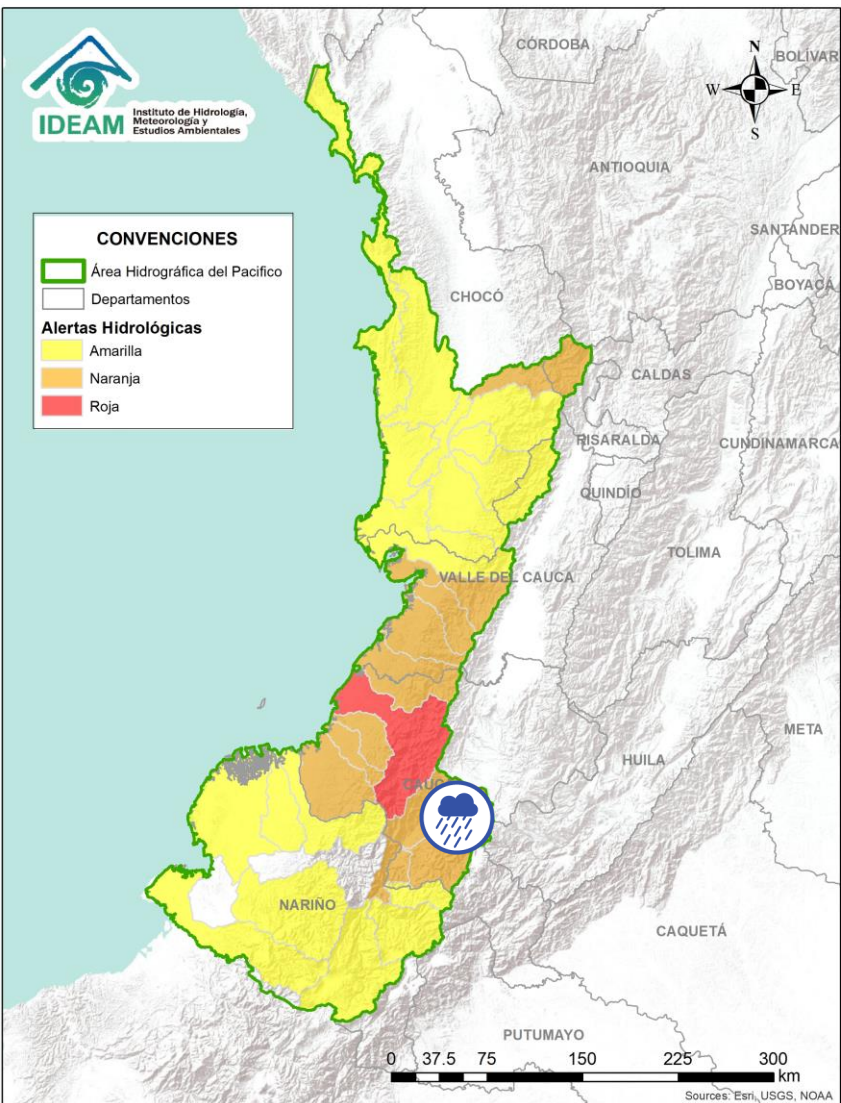 IDEAM
Instituto de Hidrología,
Meteorología y
Estudios Ambientales
CONVENCIONES
Área Hidrográfica del Pacifico
Departamentos
Alertas Hidrológicas
Amarilla
Naranja
Roja
N
W
E
S
CÓRDOBA
BOLÍVAR
ANTIOQUIA
SANTANDER
BOYACÁ
CHOCÓ
CALDAS
RISARALDA
CUNDINAMARCA
QUINDÍO
TOLIMA
VALLE DEL CAUCA
META
HUILA
NARIÑO
CAQUETÁ
PUTUMAYO
0 37.5 75 150 225 300
km
Sources: Esri, USGS, NOAA